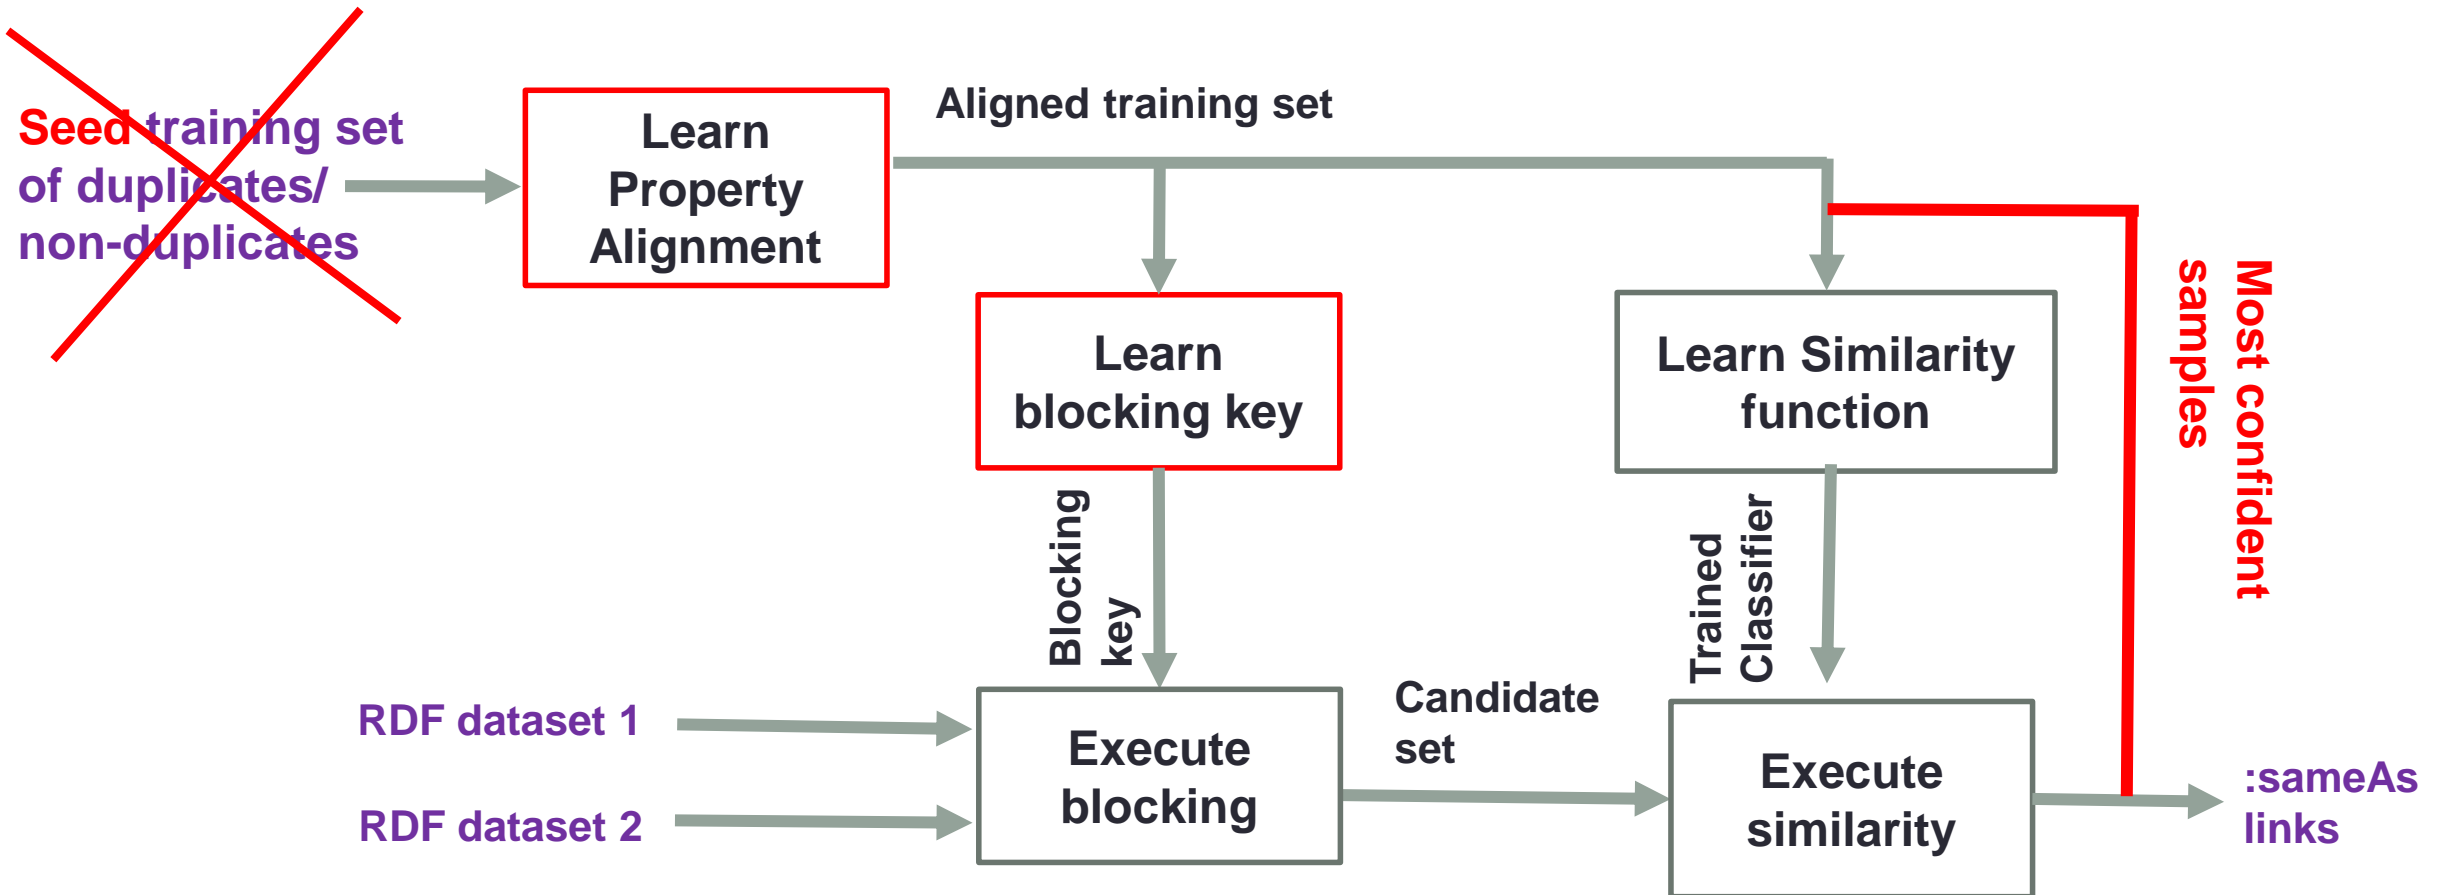 Seed training set
of duplicates/
non-duplicates
Learn
Property
Alignment
Aligned training set
Learn
blocking key
Learn Similarity
function
Most confident
samples
Blocking
key
Trained
Classifier
RDF dataset 1
RDF dataset 2
Execute
blocking
Candidate
set
Execute
similarity
:sameAs
links